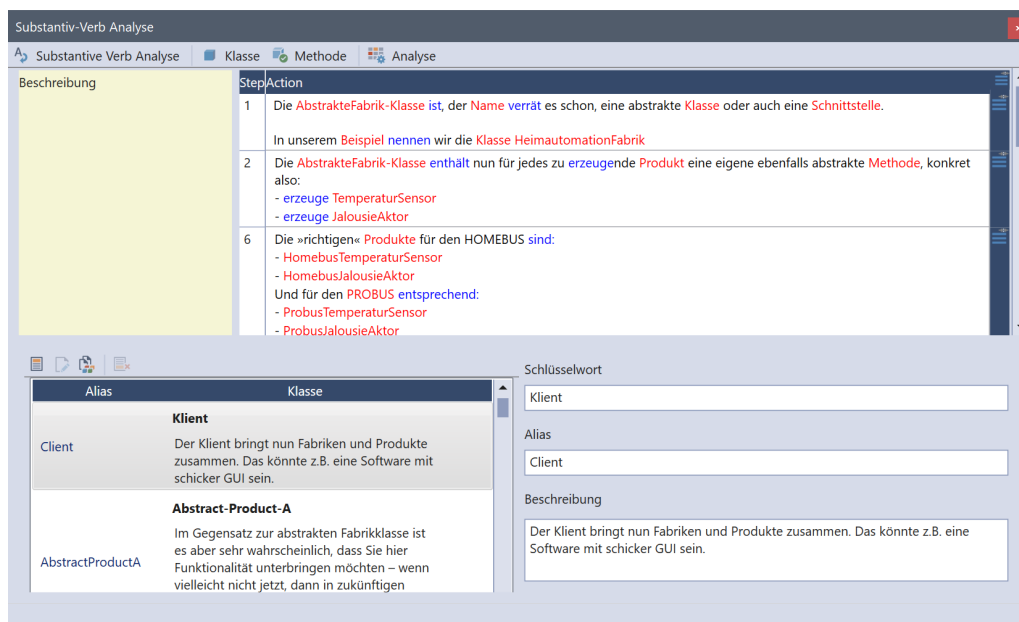 Substantiv-Verb Analyse
Substantive Verb Analyse Klasse Methode Analyse
Beschreibung
Step Action
1 Die AbstrakteFabrik-Klasse ist, der Name verrät es schon, eine abstrakte Klasse oder auch eine Schnittstelle.
In unserem Beispiel nennen wir die Klasse HeimautomationFabrik
2 Die AbstrakteFabrik-Klasse enthält nun für jedes zu erzeugende Produkt eine eigene ebenfalls abstrakte Methode, konkret
also:
- erzeuge TemperaturSensor
- erzeuge JalousieAktor
6 Die »richtigen« Produkte für den HOMEBUS sind:
- HomebusTemperaturSensor
- HomebusJalousieAktor
Und für den PROBUS entsprechend:
- ProbusTemperaturSensor
- ProbusJalousieAktor
Alias Klasse
Klient
Client
Der Klient bringt nun Fabriken und Produkte
zusammen. Das könnte z.B. eine Software mit
schicker GUI sein.
Abstract-Product-A
AbstractProductA
Im Gegensatz zur abstrakten Fabrikklasse ist
es aber sehr wahrscheinlich, dass Sie hier
Funktionalität unterbringen möchten – wenn
vielleicht nicht jetzt, dann in zukünftigen
Schlüsselwort
Klient
Alias
Client
Beschreibung
Der Klient bringt nun Fabriken und Produkte zusammen. Das könnte z.B. eine
Software mit schicker GUI sein.